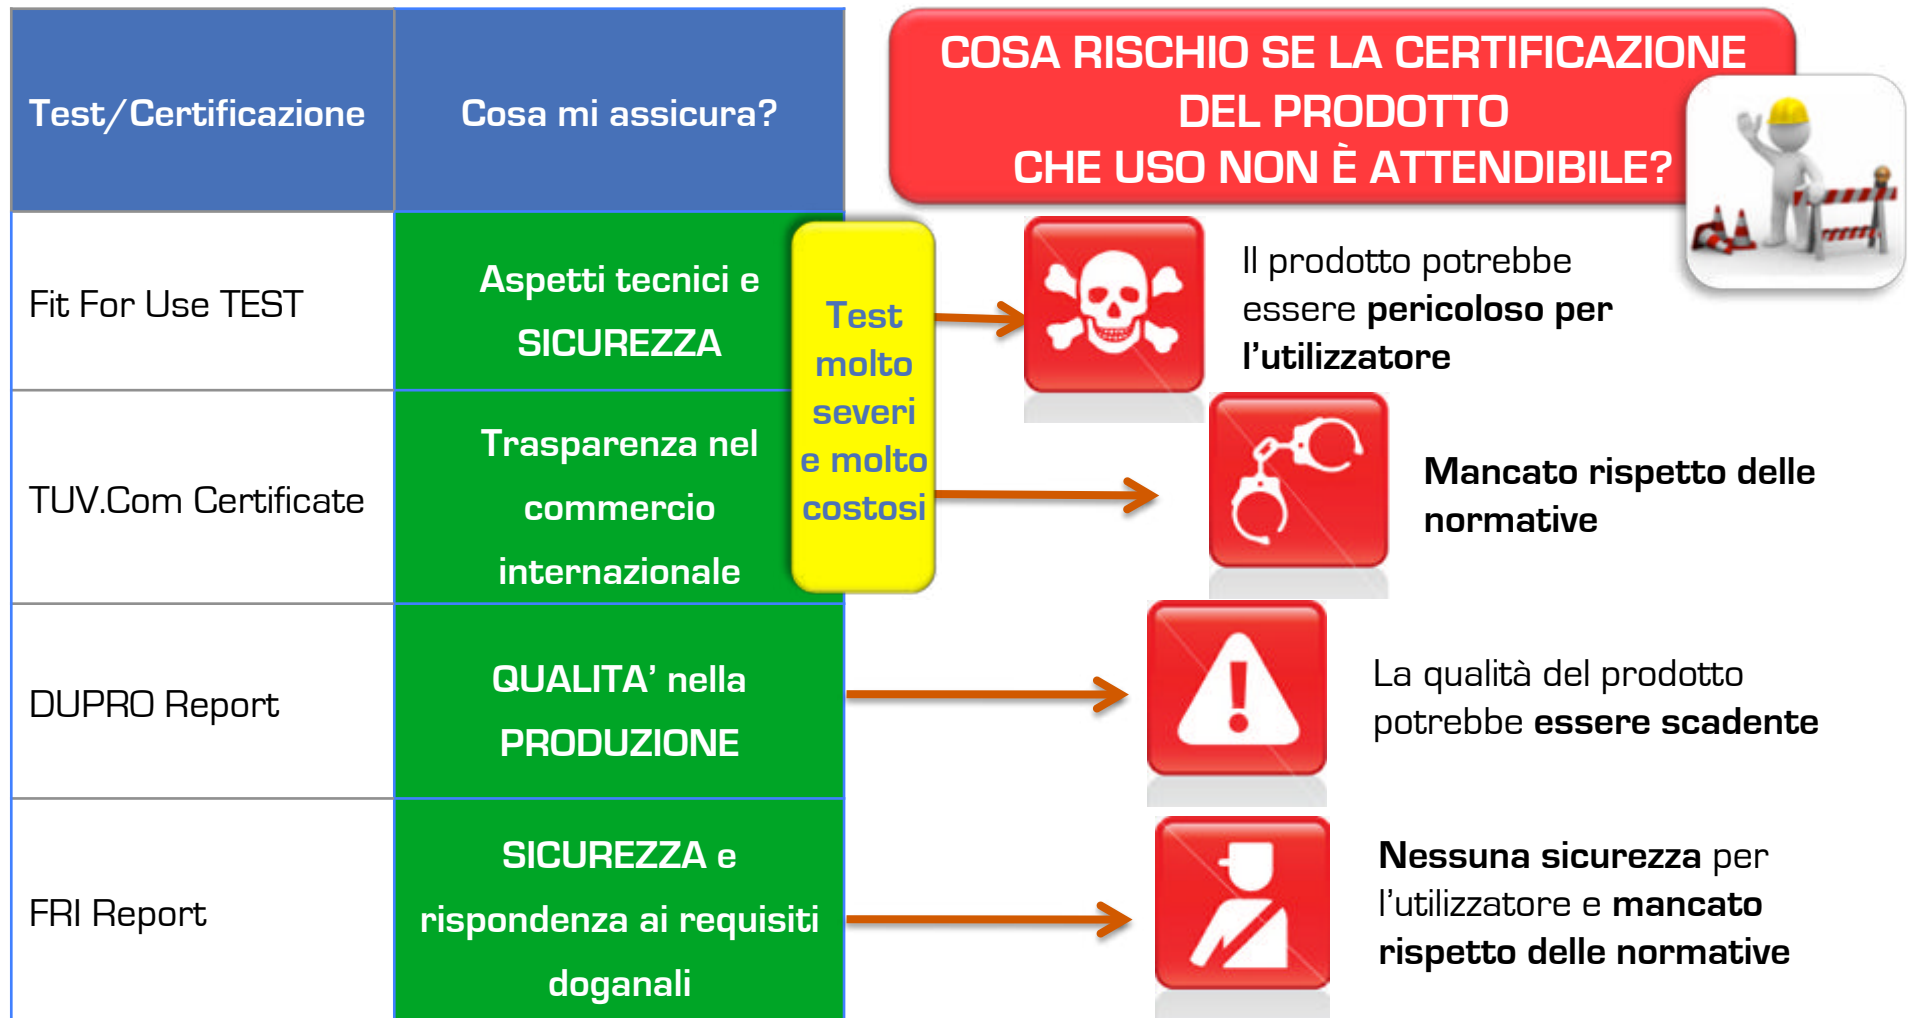 Test/Certificazione
Cosa mi assicura?
COSA RISCHIO SE LA CERTIFICAZIONE
DEL PRODOTTO
CHE USO NON È ATTENDIBILE?
Fit For Use TEST
Aspetti tecnici e
SICUREZZA
Test
molto
severi
e molto
costosi
Il prodotto potrebbe
essere pericoloso per
l’utilizzatore
TUV.Com Certificate
Trasparenza nel
commercio
internazionale
Mancato rispetto delle
normative
DUPRO Report
QUALITA’ nella
PRODUZIONE
La qualità del prodotto
potrebbe essere scadente
FRI Report
SICUREZZA e
rispondenza ai requisiti
doganali
Nessuna sicurezza per
l’utilizzatore e mancato
rispetto delle normative